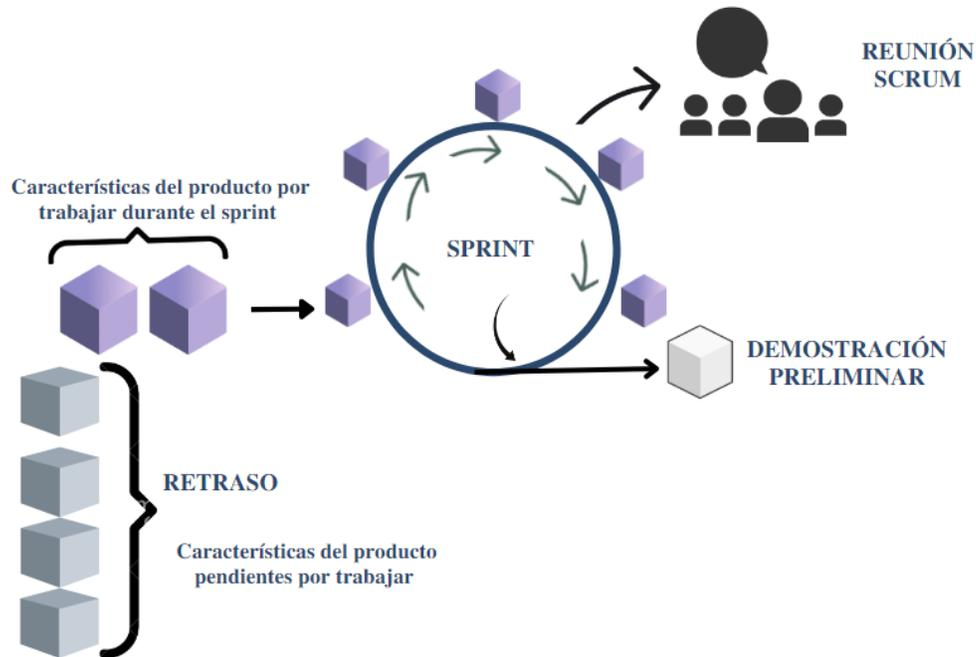 REUNIÓN
SCRUM
Características del producto por
trabajar durante el sprint
SPRINT
DEMOSTRACIÓN
PRELIMINAR
RETRASO
Características del producto
pendientes por trabajar